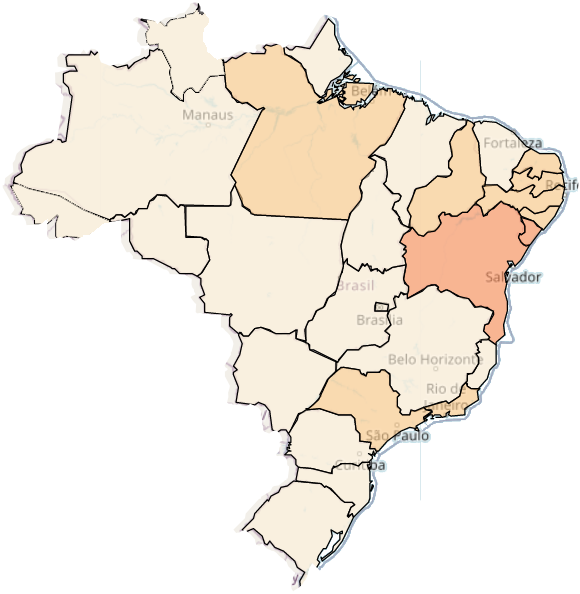 Belém
Manaus
Fortaleza
Recife
Salvador
Brasil
Brasília
Belo Horizonte
Rio de
Janeiro
São Paulo
Curitiba